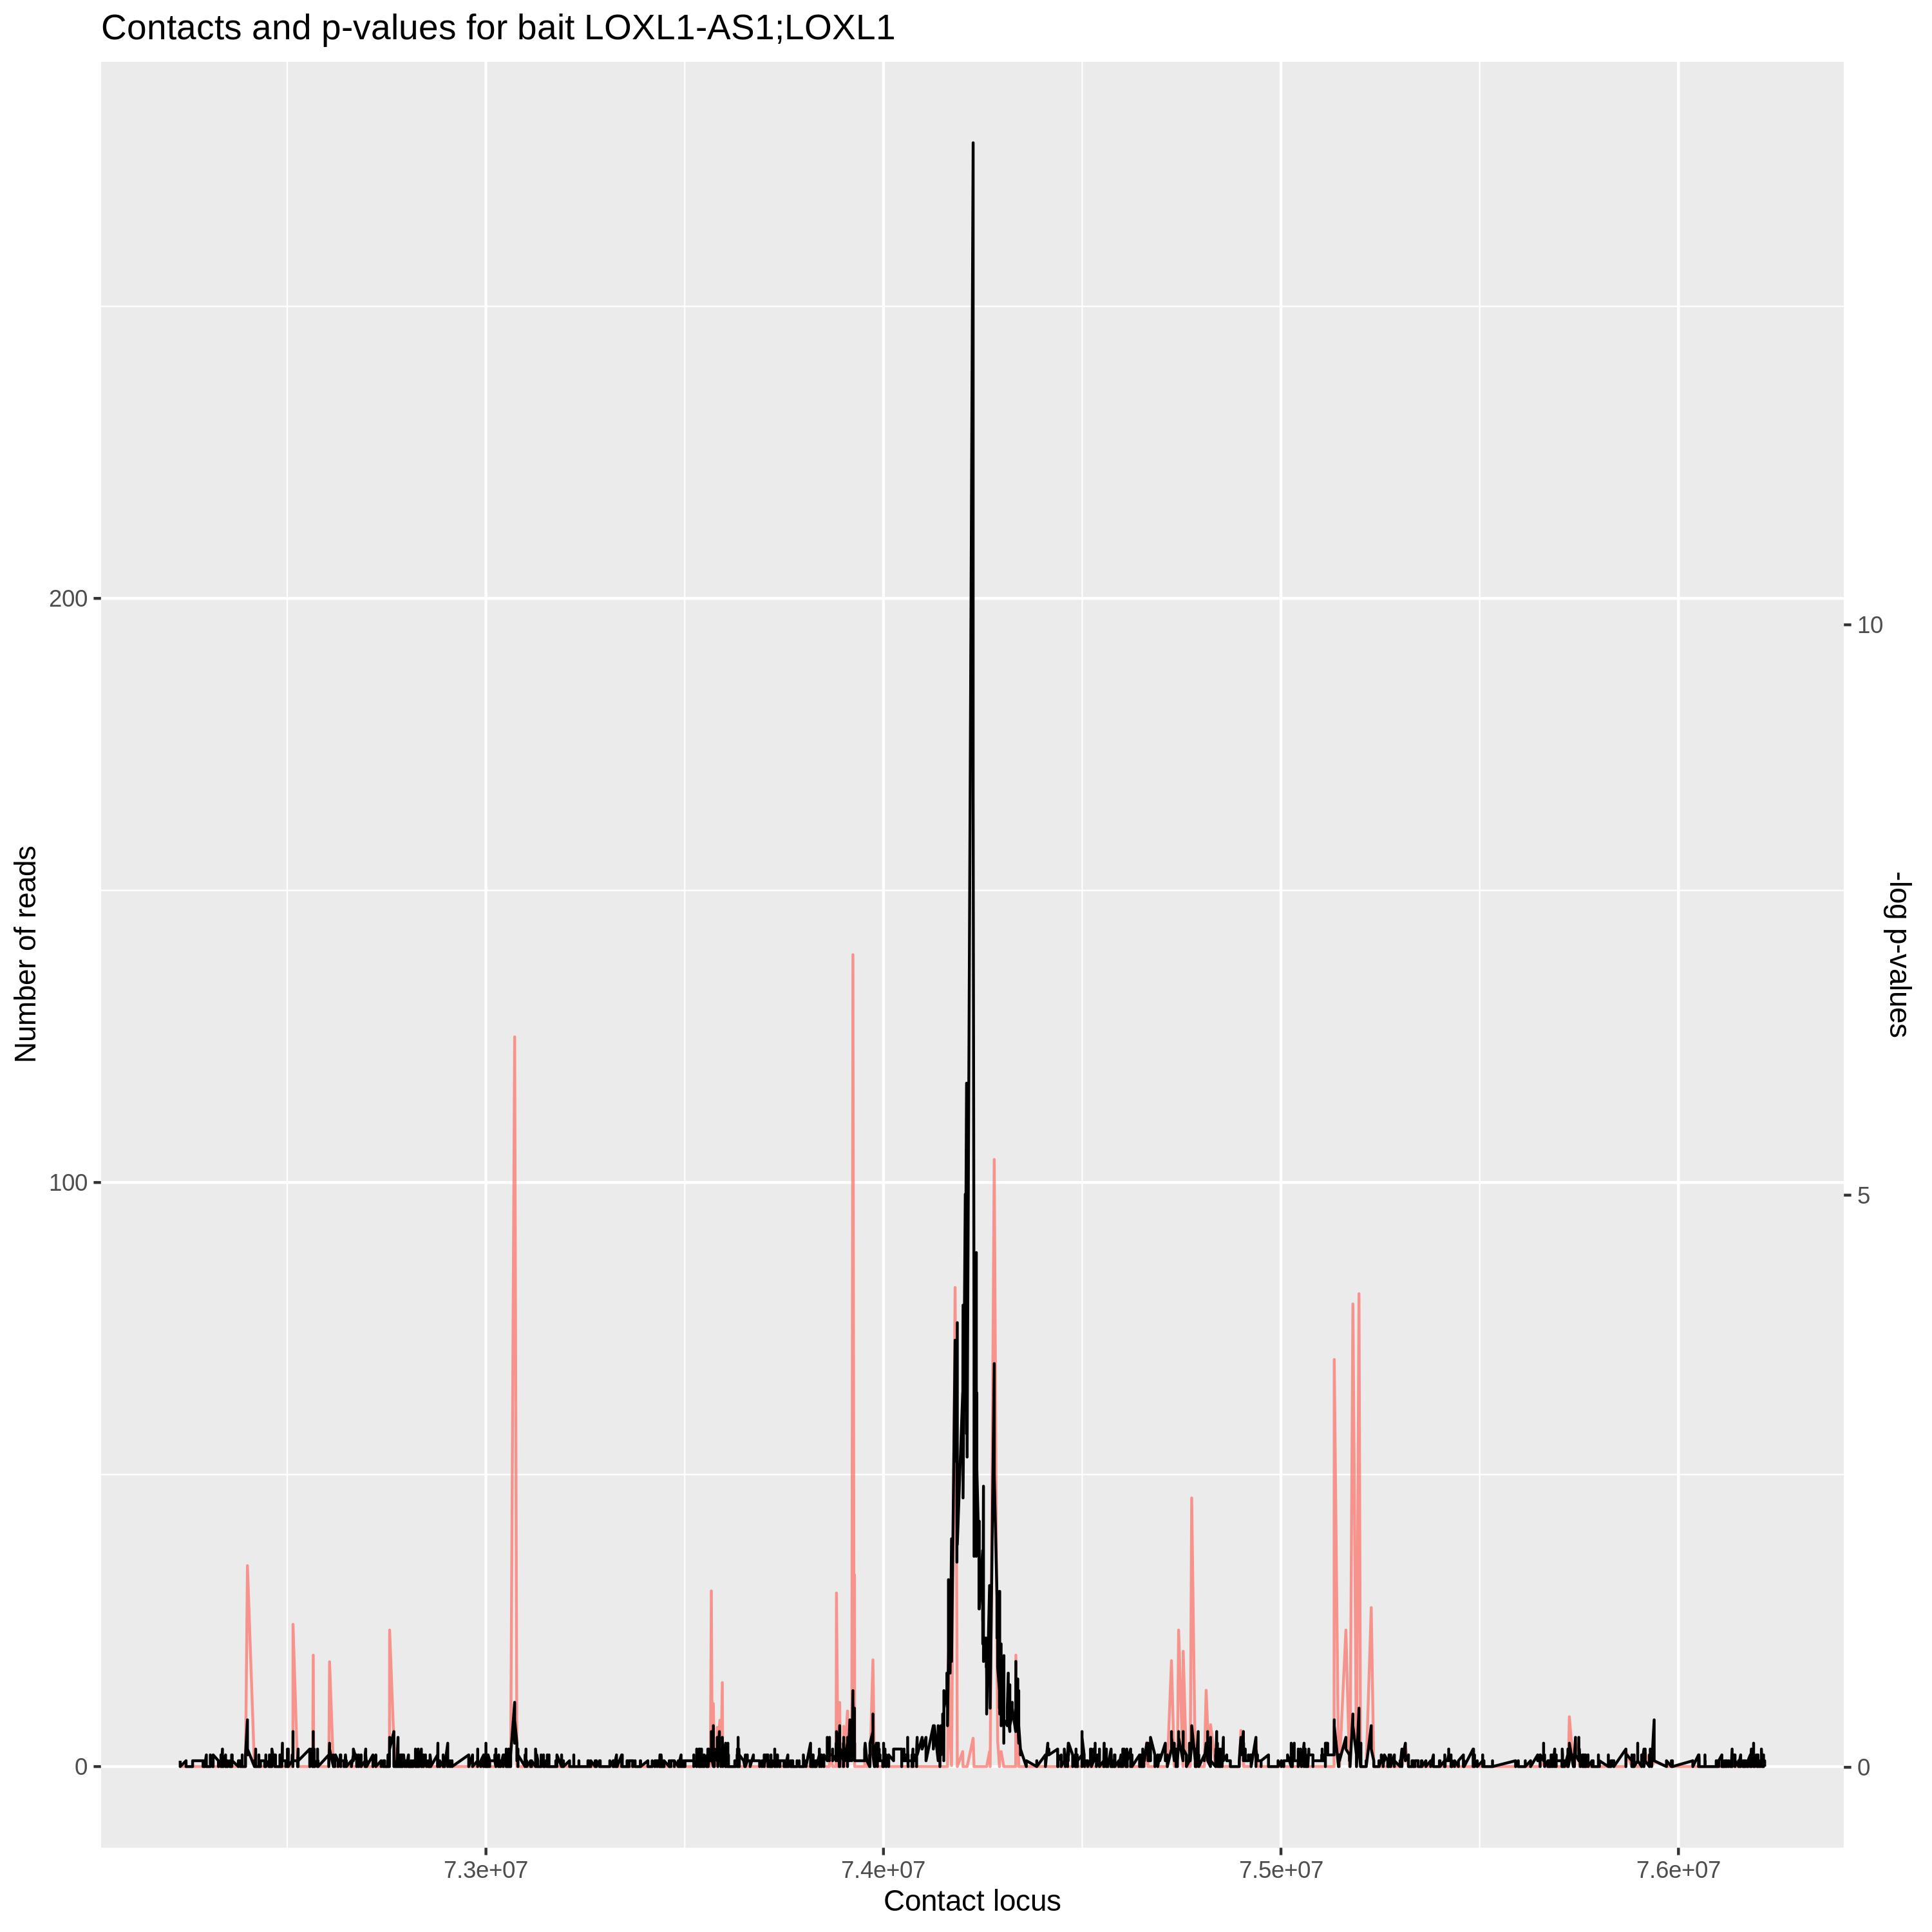 Contacts and p-values for bait LOXL1-AS1;LOXL1
Number of reads
200
100
0
10
5
0
-log p-values
7.3e+07
7.4e+07
7.5e+07
7.6e+07
Contact locus